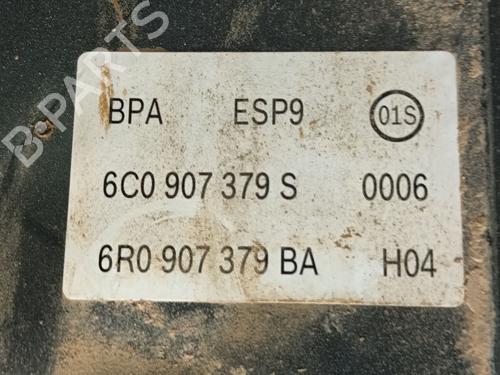 BPA ESP9 01S
6C0 907 379 S 0006
6R0 907 379 BA H04
B-PARTS